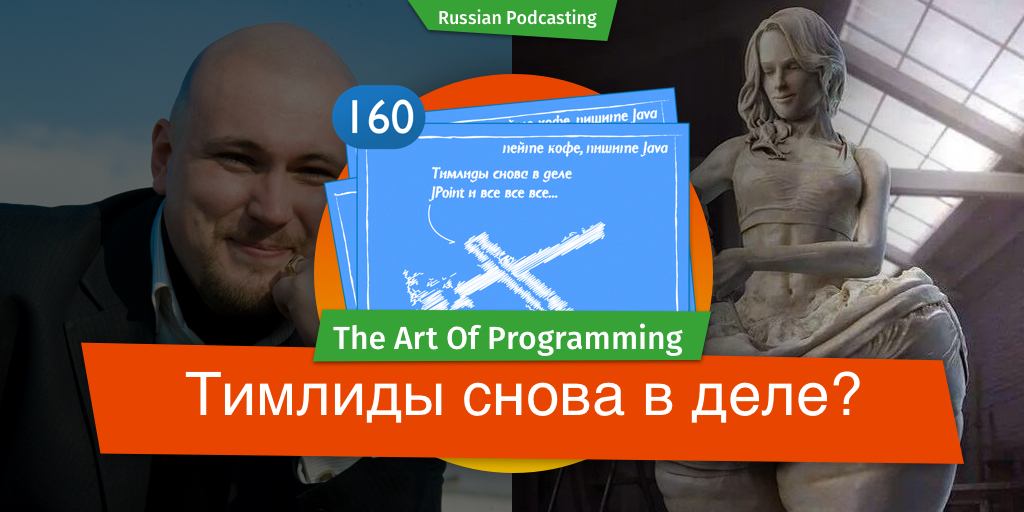 Russian Podcasting
160
пейте кофе, пишите Java
пейте кофе, пишите Java
Тимлиды снова в деле
JPoint и все все все...
The Art Of Programming
Тимлиды снова в деле?